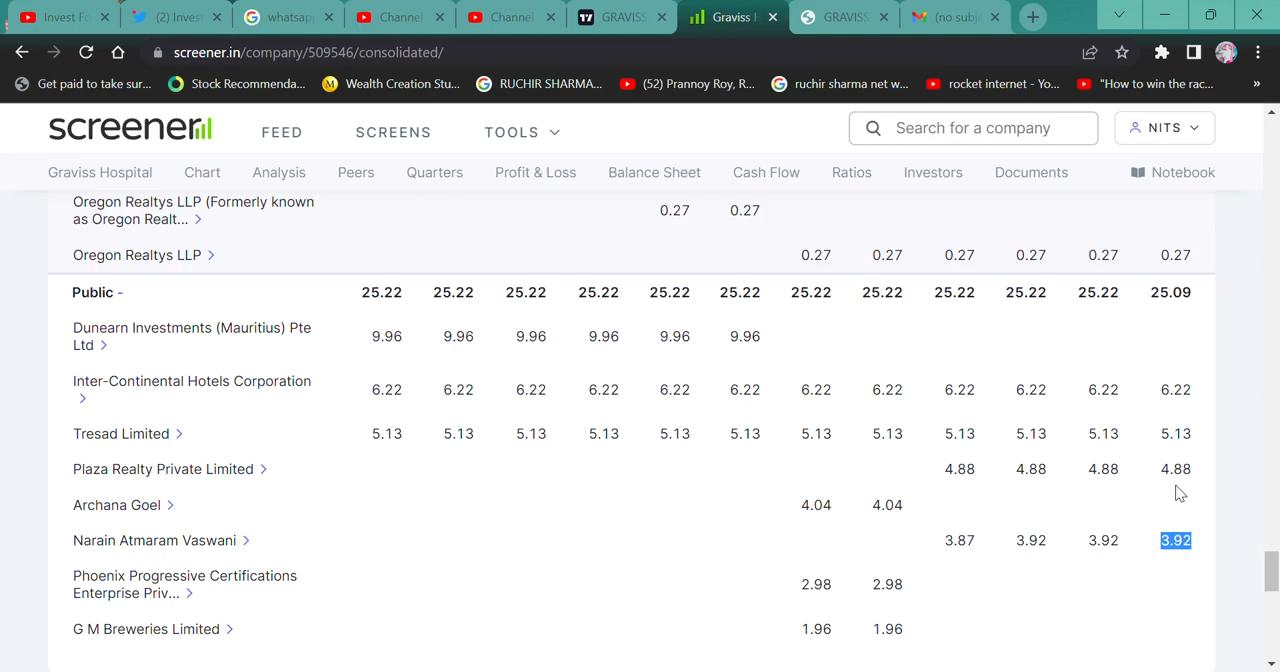 Invest Fo
(2) Invest
whatsapp
Channel
Channel
GRAVISS
Graviss H
GRAVISS
(no subj
screener.in/company/509546/consolidated/
Get paid to take sur... Stock Recommenda... Wealth Creation Stu... RUCHIR SHARMA... (52) Prannoy Roy, R... ruchir sharma net w... rocket internet - Yo... "How to win the rac... »
screener
FEED SCREENS TOOLS Search for a company NITS
Graviss Hospital Chart Analysis Peers Quarters Profit & Loss Balance Sheet Cash Flow Ratios Investors Documents Notebook
Oregon Realtys LLP (Formerly known
as Oregon Realt... 0.27 0.27
Oregon Realtys LLP 0.27 0.27 0.27 0.27 0.27 0.27
Public - 25.22 25.22 25.22 25.22 25.22 25.22 25.22 25.22 25.22 25.22 25.22 25.09
Dunearn Investments (Mauritius) Pte
Ltd 9.96 9.96 9.96 9.96 9.96 9.96
Inter-Continental Hotels Corporation 6.22 6.22 6.22 6.22 6.22 6.22 6.22 6.22 6.22 6.22 6.22 6.22
Tresad Limited 5.13 5.13 5.13 5.13 5.13 5.13 5.13 5.13 5.13 5.13 5.13 5.13
Plaza Realty Private Limited 4.88 4.88 4.88 4.88
Archana Goel 4.04 4.04
Narain Atmaram Vaswani 3.87 3.92 3.92 3.92
Phoenix Progressive Certifications
Enterprise Priv... 2.98 2.98
G M Breweries Limited 1.96 1.96